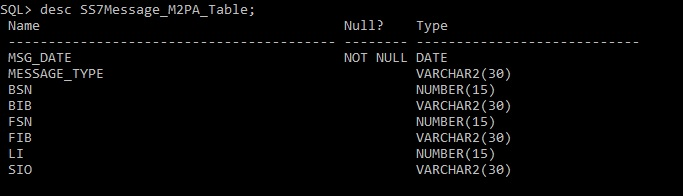 SQL> desc SS7Message_M2PA_Table;
Name Null? Type
----------------------------------------- -------- ----------------------------
MSG_DATE NOT NULL DATE
MESSAGE_TYPE VARCHAR2(30)
BSN NUMBER(15)
BIB VARCHAR2(30)
FSN NUMBER(15)
FIB VARCHAR2(30)
LI NUMBER(15)
SIO VARCHAR2(30)